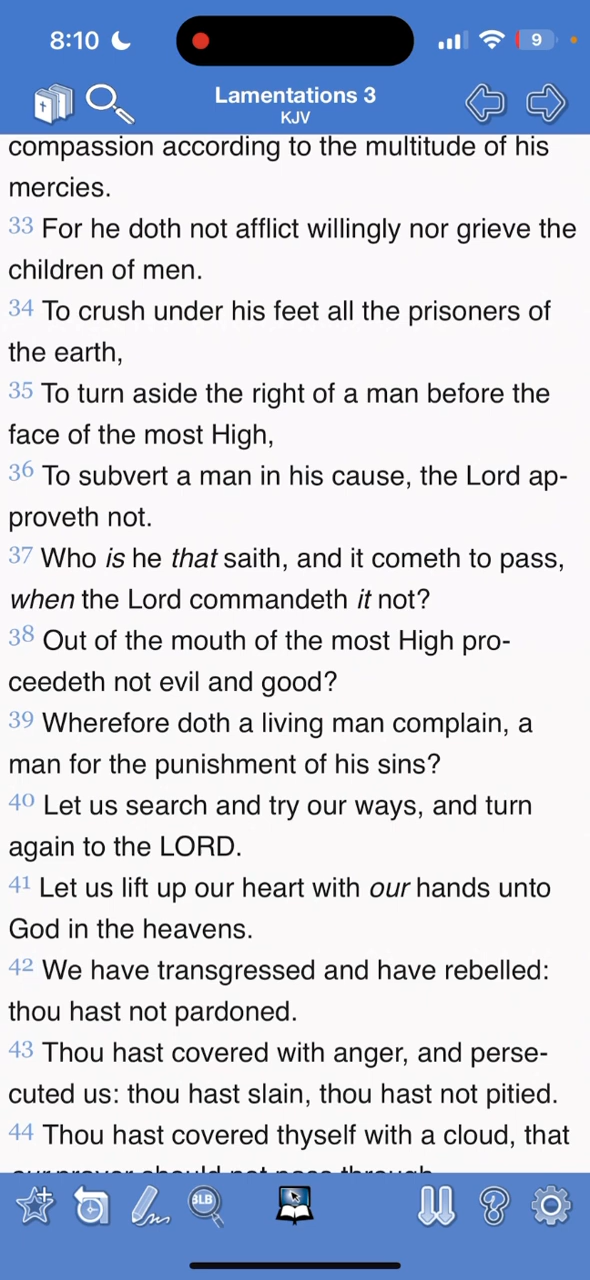 8:10
9
Lamentations 3
KJV
compassion according to the multitude of his
mercies.
33 For he doth not afflict willingly nor grieve the
children of men.
34 To crush under his feet all the prisoners of
the earth,
35 To turn aside the right of a man before the
face of the most High,
36 To subvert a man in his cause, the Lord ap-
proveth not.
37 Who is he that saith, and it cometh to pass,
when the Lord commandeth it not?
38 Out of the mouth of the most High pro-
ceedeth not evil and good?
39 Wherefore doth a living man complain, a
man for the punishment of his sins?
40 Let us search and try our ways, and turn
again to the LORD.
41 Let us lift up our heart with our hands unto
God in the heavens.
42 We have transgressed and have rebelled:
thou hast not pardoned.
43 Thou hast covered with anger, and perse-
cuted us: thou hast slain, thou hast not pitied.
44 Thou hast covered thyself with a cloud, that
our prayer should not pass through.
BLB